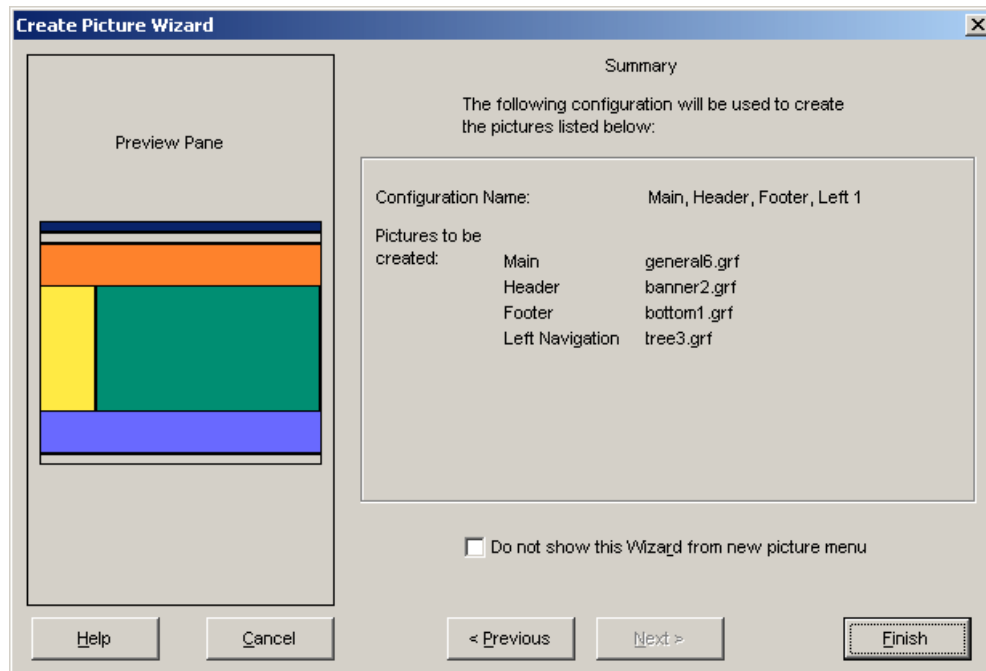 Create Picture Wizard
Preview Pane
Summary
The following configuration will be used to create
the pictures listed below:
Configuration Name: Main, Header, Footer, Left 1
Pictures to be
created:
Main general6.grf
Header banner2.grf
Footer bottom1.grf
Left Navigation tree3.grf
Do not show this Wizard from new picture menu
Help Cancel < Previous Next > Finish